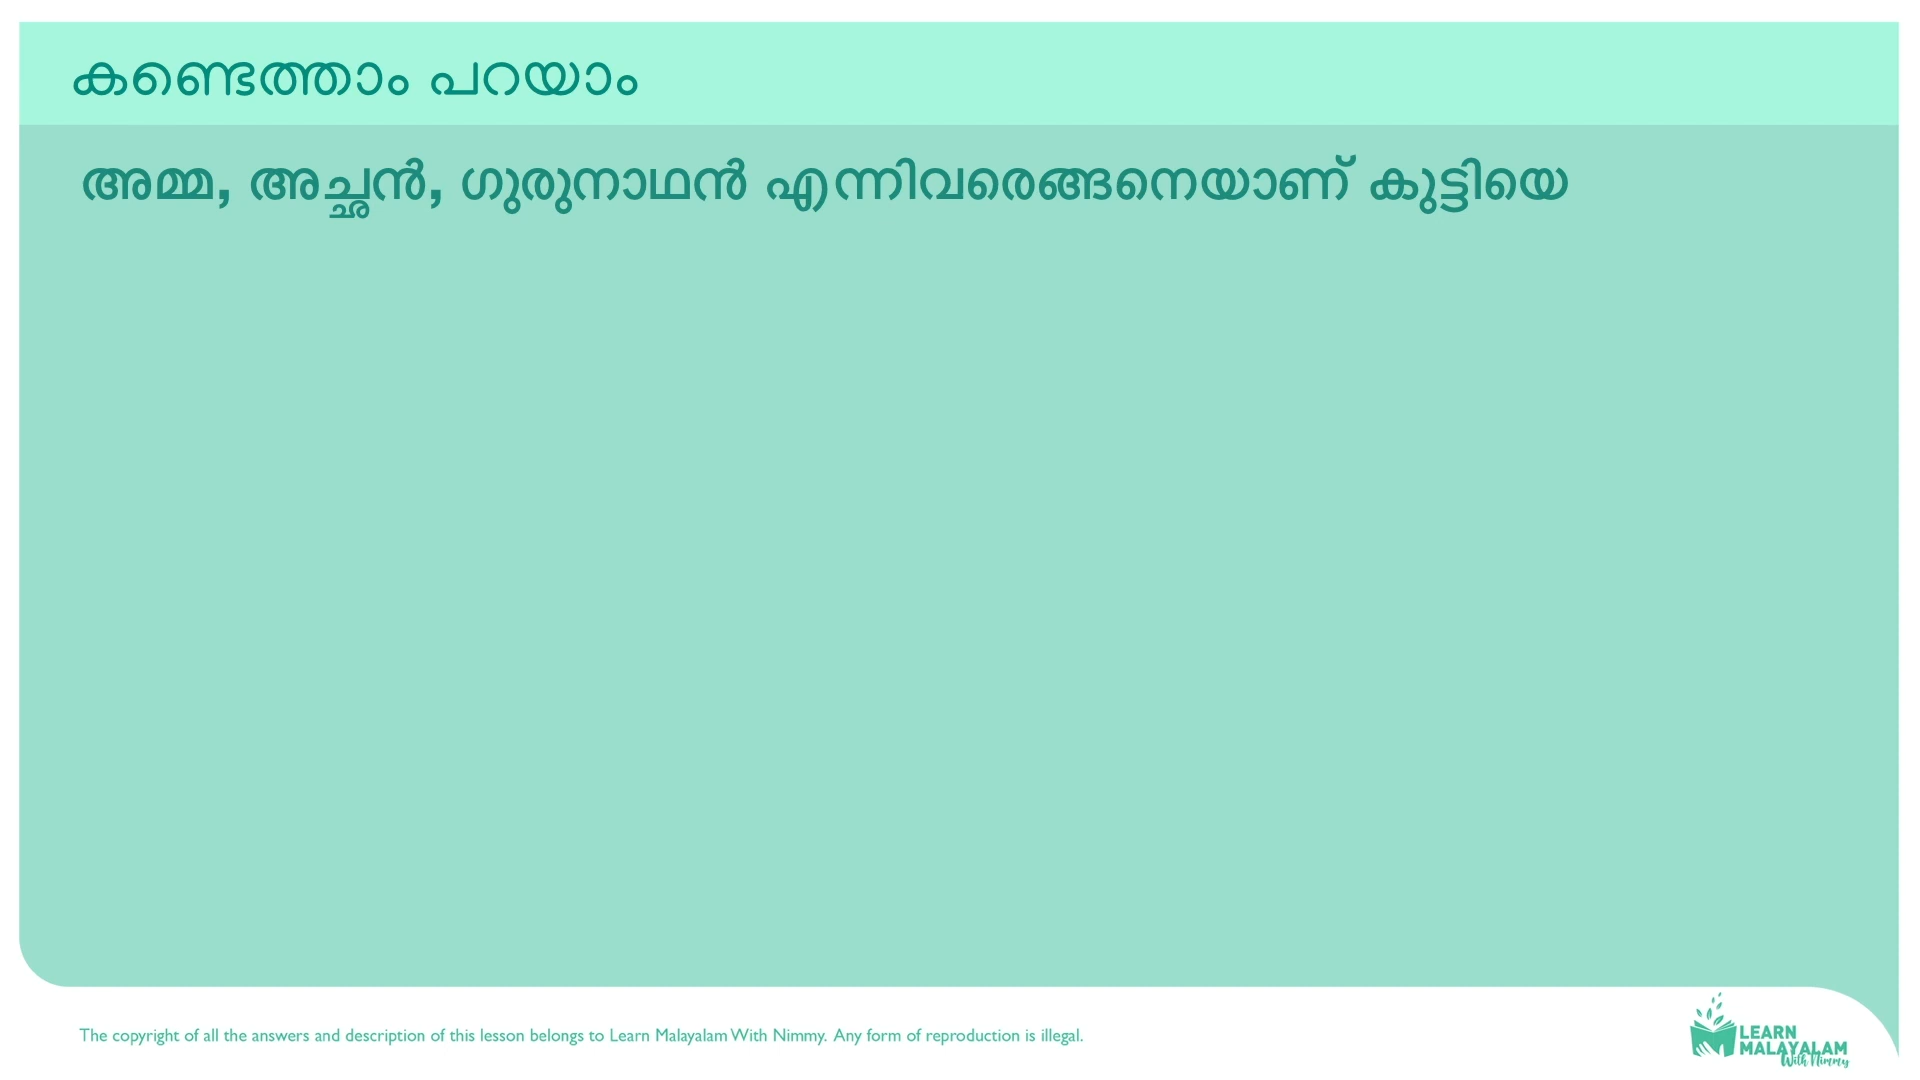 കണ്ടെത്താം പറയാം
അമ്മ, അച്ഛൻ, ഗുരുനാഥൻ എന്നിവരെങ്ങനെയാണ് കുട്ടിയെ
The copyright of all the answers and description of this lesson belongs to Learn Malayalam With Nimmy. Any form of reproduction is illegal.
LEARN
MALAYALAM
With Nimmy